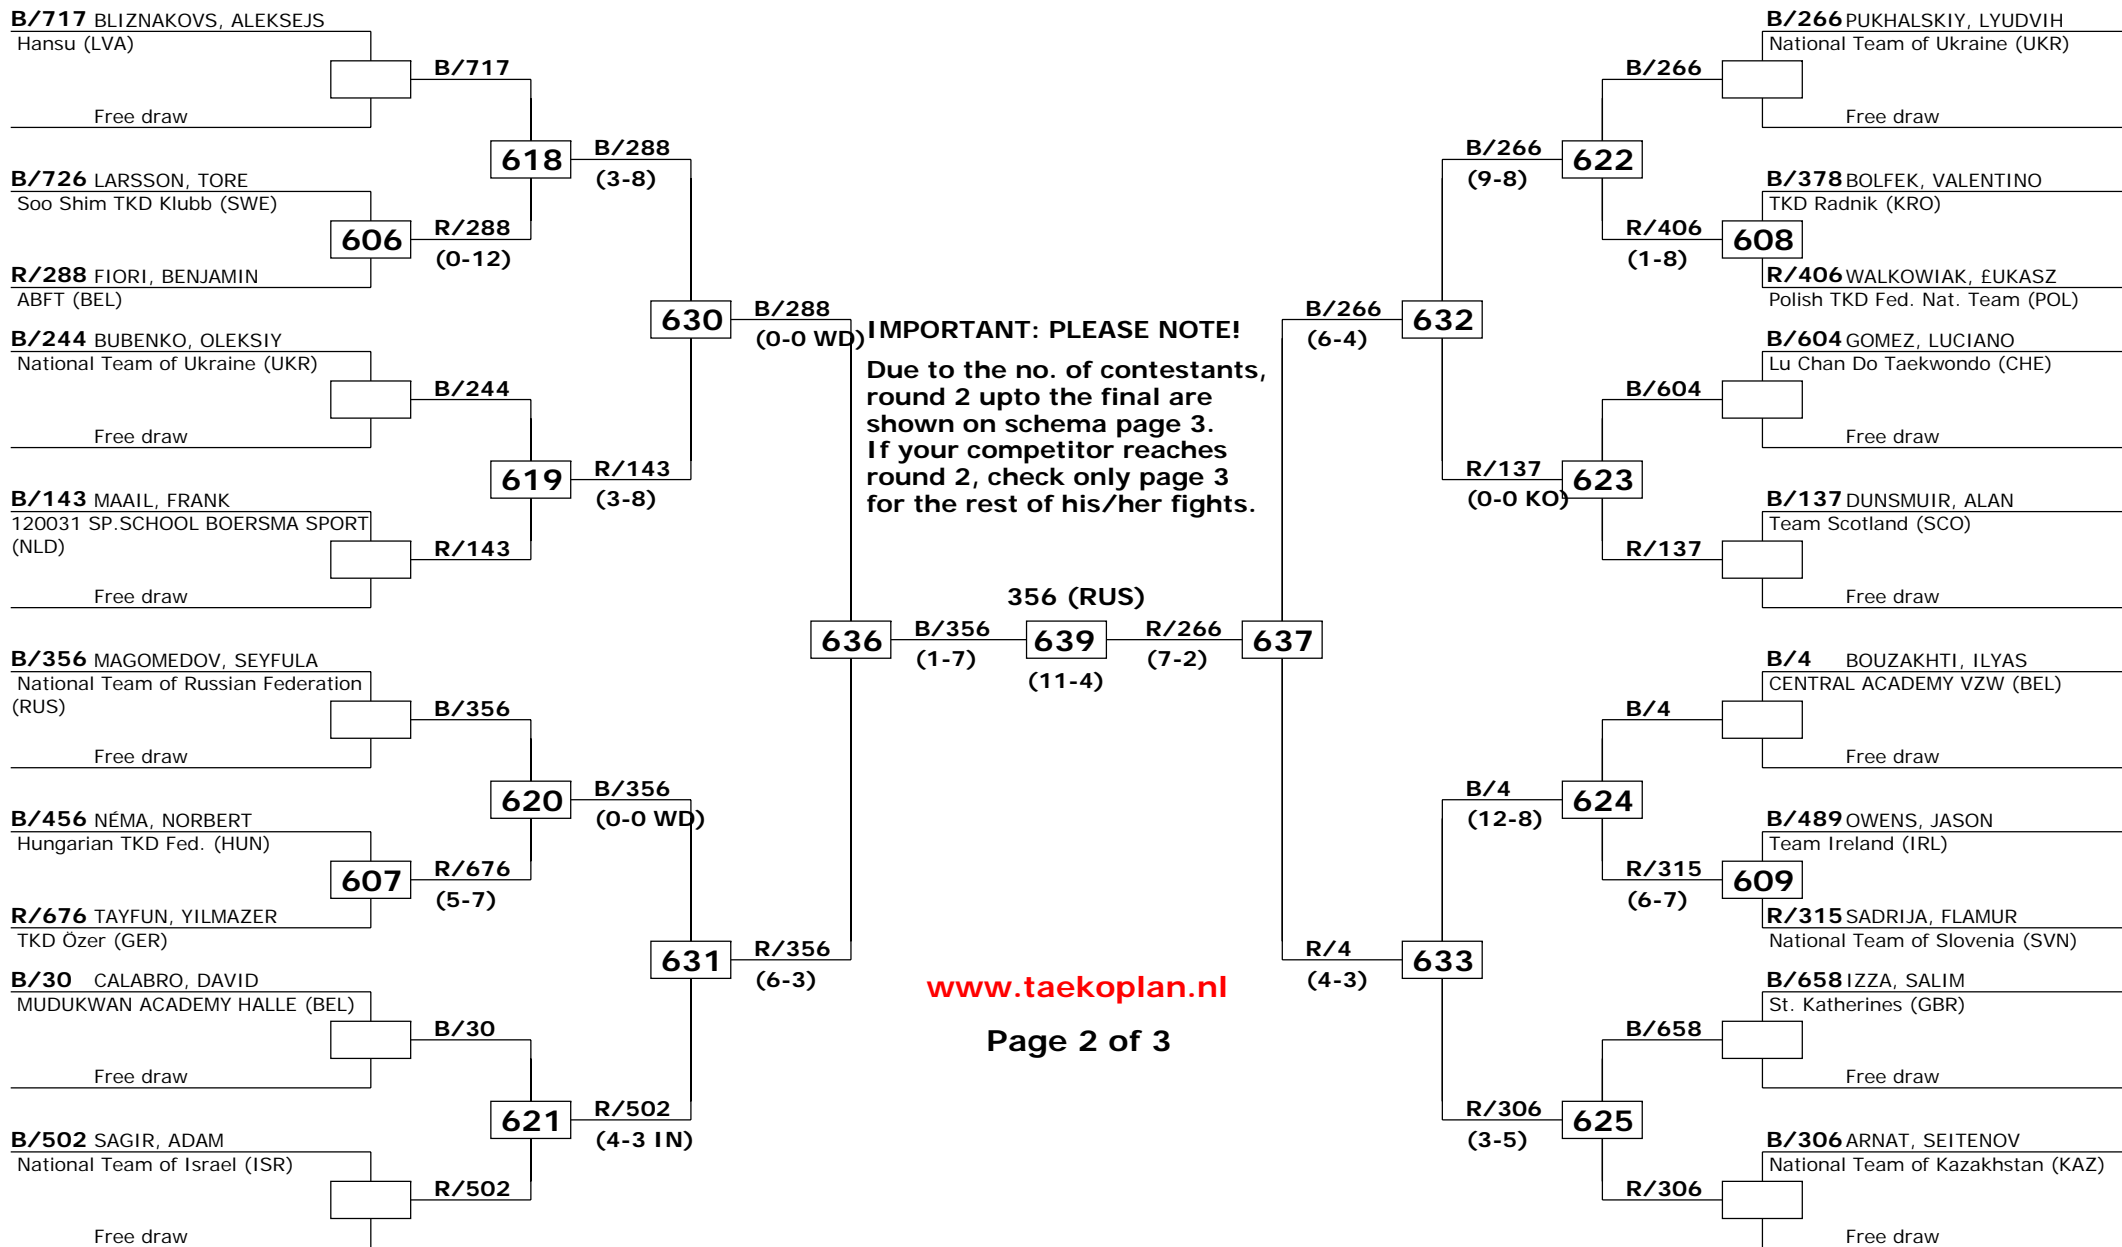 B/717 BLIZNAKOVS, ALEKSEJS
Hansu (LVA)
B/717
Free draw
618
B/288
(3-8)
B/726 LARSSON, TORE
Soo Shim TKD Klubb (SWE)
606
R/288
(0-12)
R/288 FIORI, BENJAMIN
ABFT (BEL)
630
B/288
(0-0 WD)
B/244 BUBENKO, OLEKSIY
National Team of Ukraine (UKR)
B/244
Free draw
619
R/143
(3-8)
B/143 MAAIL, FRANK
120031 SP.SCHOOL BOERSMA SPORT
(NLD)
R/143
Free draw
636
B/356
(1-7)
B/356 MAGOMEDOV, SEYFULA
National Team of Russian Federation
(RUS)
B/356
Free draw
620
B/356
(0-0 WD)
B/456 NÉMA, NORBERT
Hungarian TKD Fed. (HUN)
607
R/676
(5-7)
R/676 TAYFUN, YILMAZER
TKD Özer (GER)
631
R/356
(6-3)
B/30 CALABRO, DAVID
MUDUKWAN ACADEMY HALLE (BEL)
B/30
Free draw
621
R/502
(4-3 IN)
B/502 SAGIR, ADAM
National Team of Israel (ISR)
R/502
Free draw
IMPORTANT: PLEASE NOTE!
Due to the no. of contestants,
round 2 upto the final are
shown on schema page 3.
If your competitor reaches
round 2, check only page 3
for the rest of his/her fights.
356 (RUS)
639
(11-4)
www.taekoplan.nl
Page 2 of 3
B/266 PUKHALSKIY, LYUDVIH
National Team of Ukraine (UKR)
B/266
Free draw
B/266
(9-8)
622
B/378 BOLFEK, VALENTINO
TKD Radnik (KRO)
R/406
(1-8)
608
R/406 WALKOWIAK, £UKASZ
Polish TKD Fed. Nat. Team (POL)
B/266
(6-4)
632
B/604 GOMEZ, LUCIANO
Lu Chan Do Taekwondo (CHE)
B/604
Free draw
R/137
(0-0 KO)
623
B/137 DUNSMUIR, ALAN
Team Scotland (SCO)
R/137
Free draw
R/266
(7-2)
637
B/4 BOUZAKHTI, ILYAS
CENTRAL ACADEMY VZW (BEL)
B/4
Free draw
B/4
(12-8)
624
B/489 OWENS, JASON
Team Ireland (IRL)
R/315
(6-7)
609
R/315 SADRIJA, FLAMUR
National Team of Slovenia (SVN)
R/4
(4-3)
633
B/658 IZZA, SALIM
St. Katherines (GBR)
B/658
Free draw
R/306
(3-5)
625
B/306 ARNAT, SEITENOV
National Team of Kazakhstan (KAZ)
R/306
Free draw